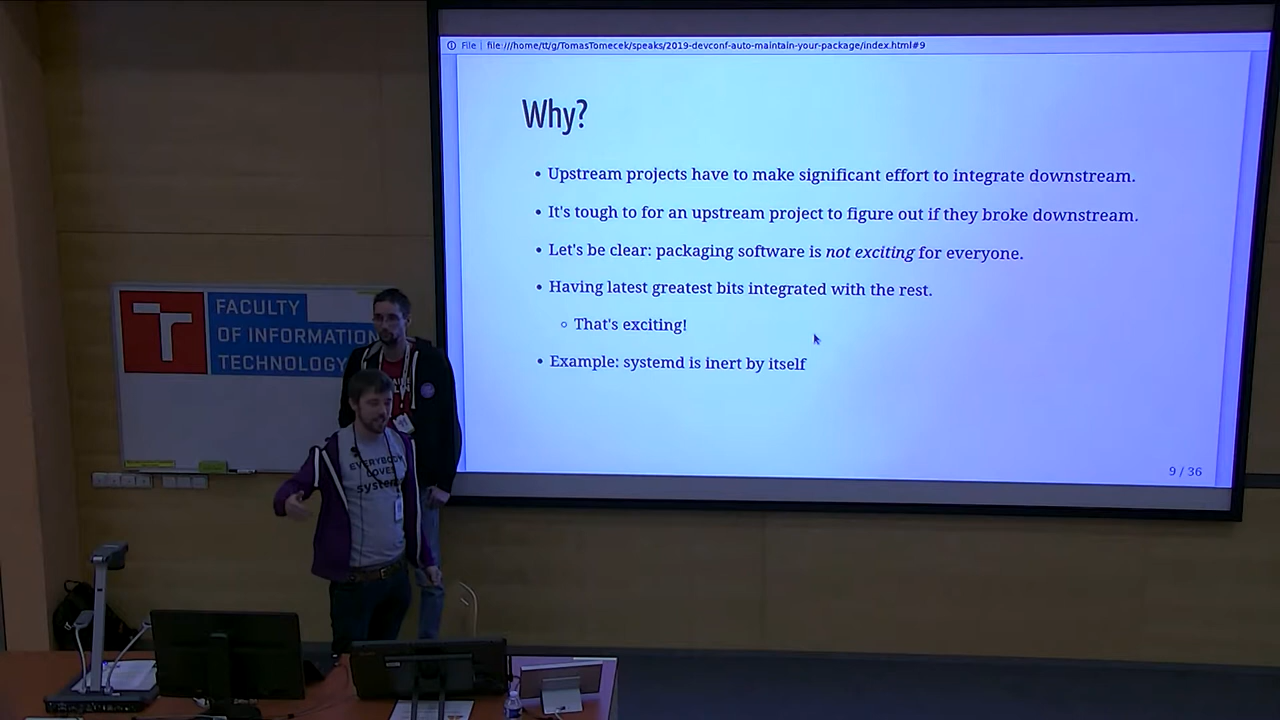 File | file:///home/tt/g/TomasTomecek/speaks/2019-devconf-auto-maintain-your-package/index.html#9
Why?
• Upstream projects have to make significant effort to integrate downstream.
• It's tough to for an upstream project to figure out if they broke downstream.
• Let's be clear: packaging software is not exciting for everyone.
• Having latest greatest bits integrated with the rest.
○ That's exciting!
• Example: systemd is inert by itself
9 / 36
FACULTY
OF INFORMATION
TECHNOLOGY
EVERYBODY
LOVES